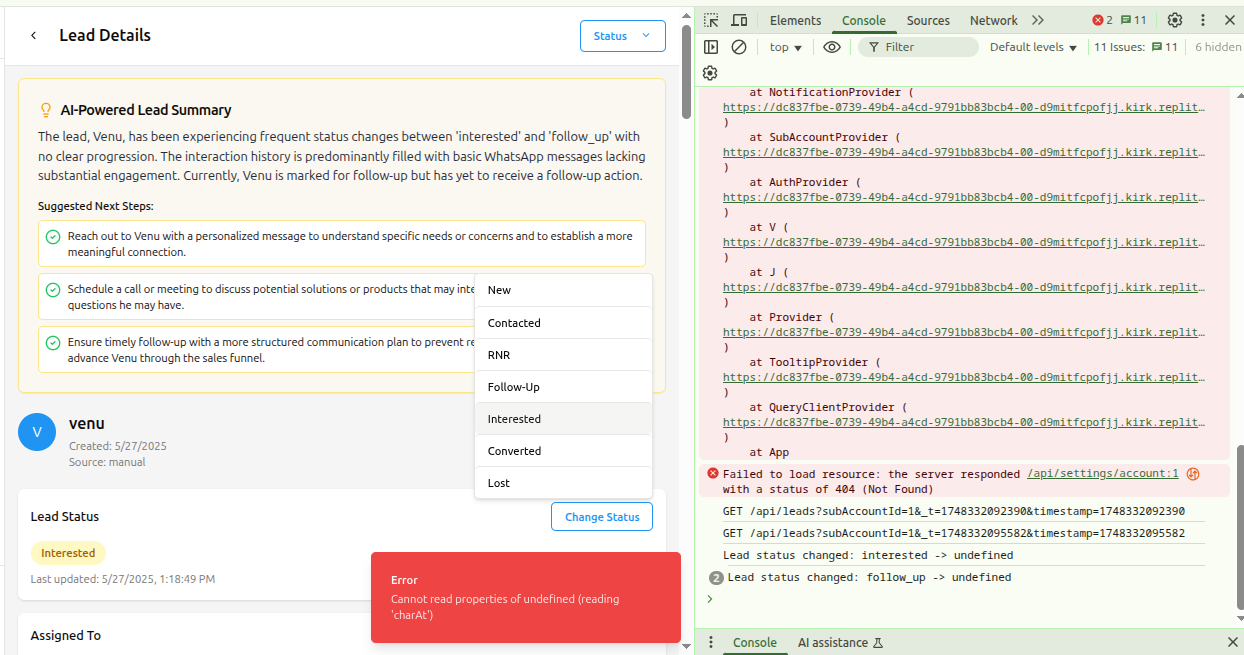 Lead Details
Status
AI-Powered Lead Summary
The lead, Venu, has been experiencing frequent status changes between 'interested' and 'follow_up' with
no clear progression. The interaction history is predominantly filled with basic WhatsApp messages lacking
substantial engagement. Currently, Venu is marked for follow-up but has yet to receive a follow-up action.
Suggested Next Steps:
Reach out to Venu with a personalized message to understand specific needs or concerns and to establish a more
meaningful connection.
Schedule a call or meeting to discuss potential solutions or products that may inte
questions he may have.
Ensure timely follow-up with a more structured communication plan to prevent re
advance Venu through the sales funnel.
New
Contacted
RNR
Follow-Up
Interested
Converted
Lost
V
venu
Created: 5/27/2025
Source: manual
Lead Status
Change Status
Interested
Last updated: 5/27/2025, 1:18:49 PM
Assigned To
Error
Cannot read properties of undefined (reading
'charAt')
Elements
Console
Sources
Network
2
11
top
Filter
Default levels
11 Issues:
11
6 hidden
at NotificationProvider (
https://dc837fbe-0739-49b4-a4cd-9791bb83bcb4-00-d9mitfcpofjj.kirk.replit…
)
at SubAccountProvider (
https://dc837fbe-0739-49b4-a4cd-9791bb83bcb4-00-d9mitfcpofjj.kirk.replit…
)
at AuthProvider (
https://dc837fbe-0739-49b4-a4cd-9791bb83bcb4-00-d9mitfcpofjj.kirk.replit…
)
at V (
https://dc837fbe-0739-49b4-a4cd-9791bb83bcb4-00-d9mitfcpofjj.kirk.replit…
)
at J (
https://dc837fbe-0739-49b4-a4cd-9791bb83bcb4-00-d9mitfcpofjj.kirk.replit…
)
at Provider (
https://dc837fbe-0739-49b4-a4cd-9791bb83bcb4-00-d9mitfcpofjj.kirk.replit…
)
at TooltipProvider (
https://dc837fbe-0739-49b4-a4cd-9791bb83bcb4-00-d9mitfcpofjj.kirk.replit…
)
at QueryClientProvider (
https://dc837fbe-0739-49b4-a4cd-9791bb83bcb4-00-d9mitfcpofjj.kirk.replit…
)
at App
Failed to load resource: the server responded /api/settings/account:1
with a status of 404 (Not Found)
GET /api/leads?subAccountId=1&_t=1748332092390&timestamp=1748332092390
GET /api/leads?subAccountId=1&_t=1748332095582&timestamp=1748332095582
Lead status changed: interested -> undefined
2 Lead status changed: follow_up -> undefined
Console
AI assistance